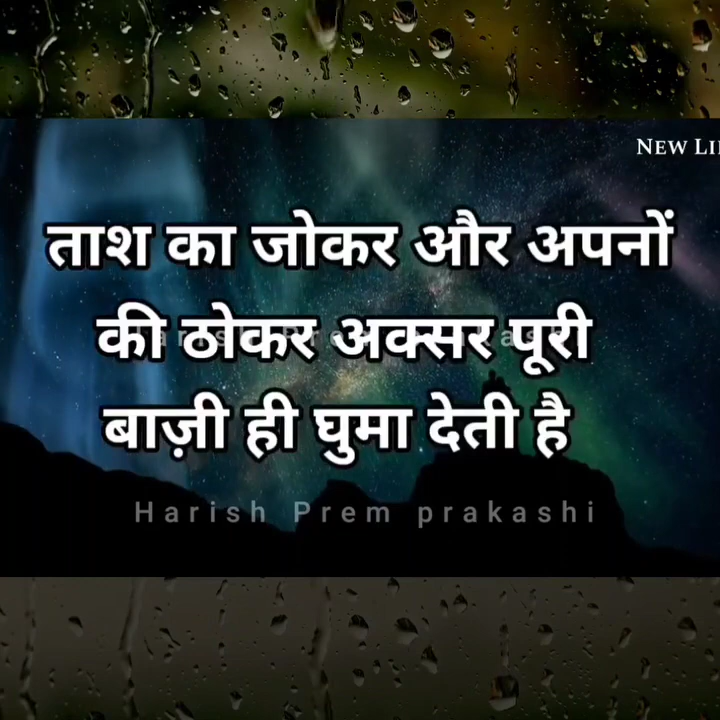 NEW LI
ताश का जोकर और अपनों
की ठोकर अक्सर पूरी
बाज़ी ही घुमा देती है
Harish Prem prakashi